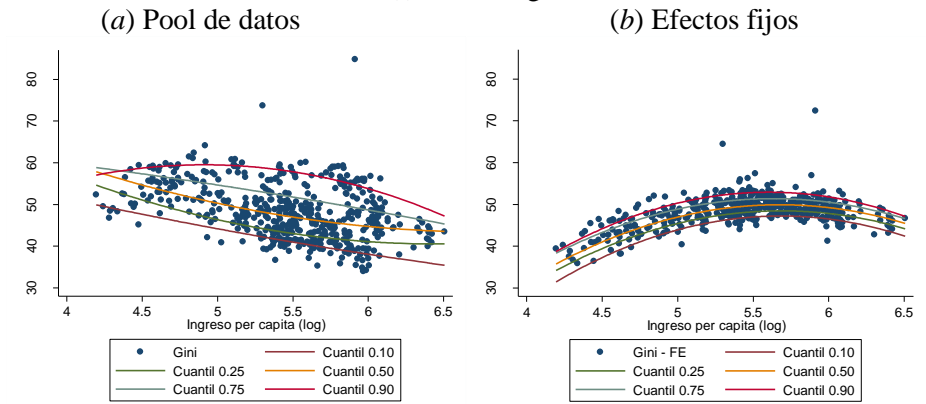 (a) Pool de datos
(b) Efectos fijos
80
70
60
50
40
30
4
4.5
5
5.5
6
6.5
Ingreso per capita (log)
Gini
Cuantil 0.10
Cuantil 0.25
Cuantil 0.50
Cuantil 0.75
Cuantil 0.90
80
70
60
50
40
30
4
4.5
5
5.5
6
6.5
Ingreso per capita (log)
Gini - FE
Cuantil 0.10
Cuantil 0.25
Cuantil 0.50
Cuantil 0.75
Cuantil 0.90